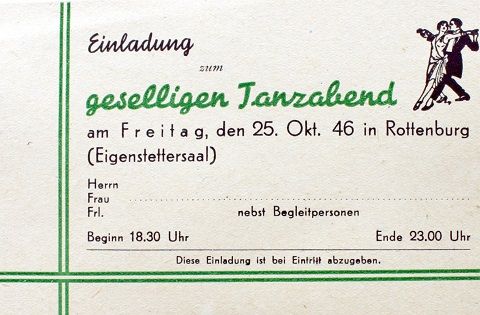 Einladung
zum
geselligen Tanzabend
am Freitag, den 25. Okt. 46 in Rottenburg
(Eigenstettersaal)
Herrn
Frau
Frl. nebst Begleitpersonen
Beginn 18.30 Uhr Ende 23.00 Uhr
Diese Einladung ist bei Eintritt abzugeben.